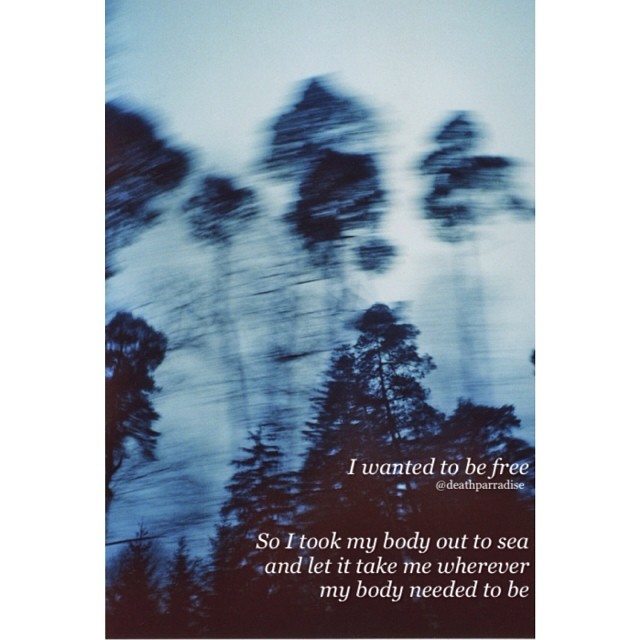 I wanted to be free
@deathparradise
So I took my body out to sea
and let it take me wherever
my body needed to be